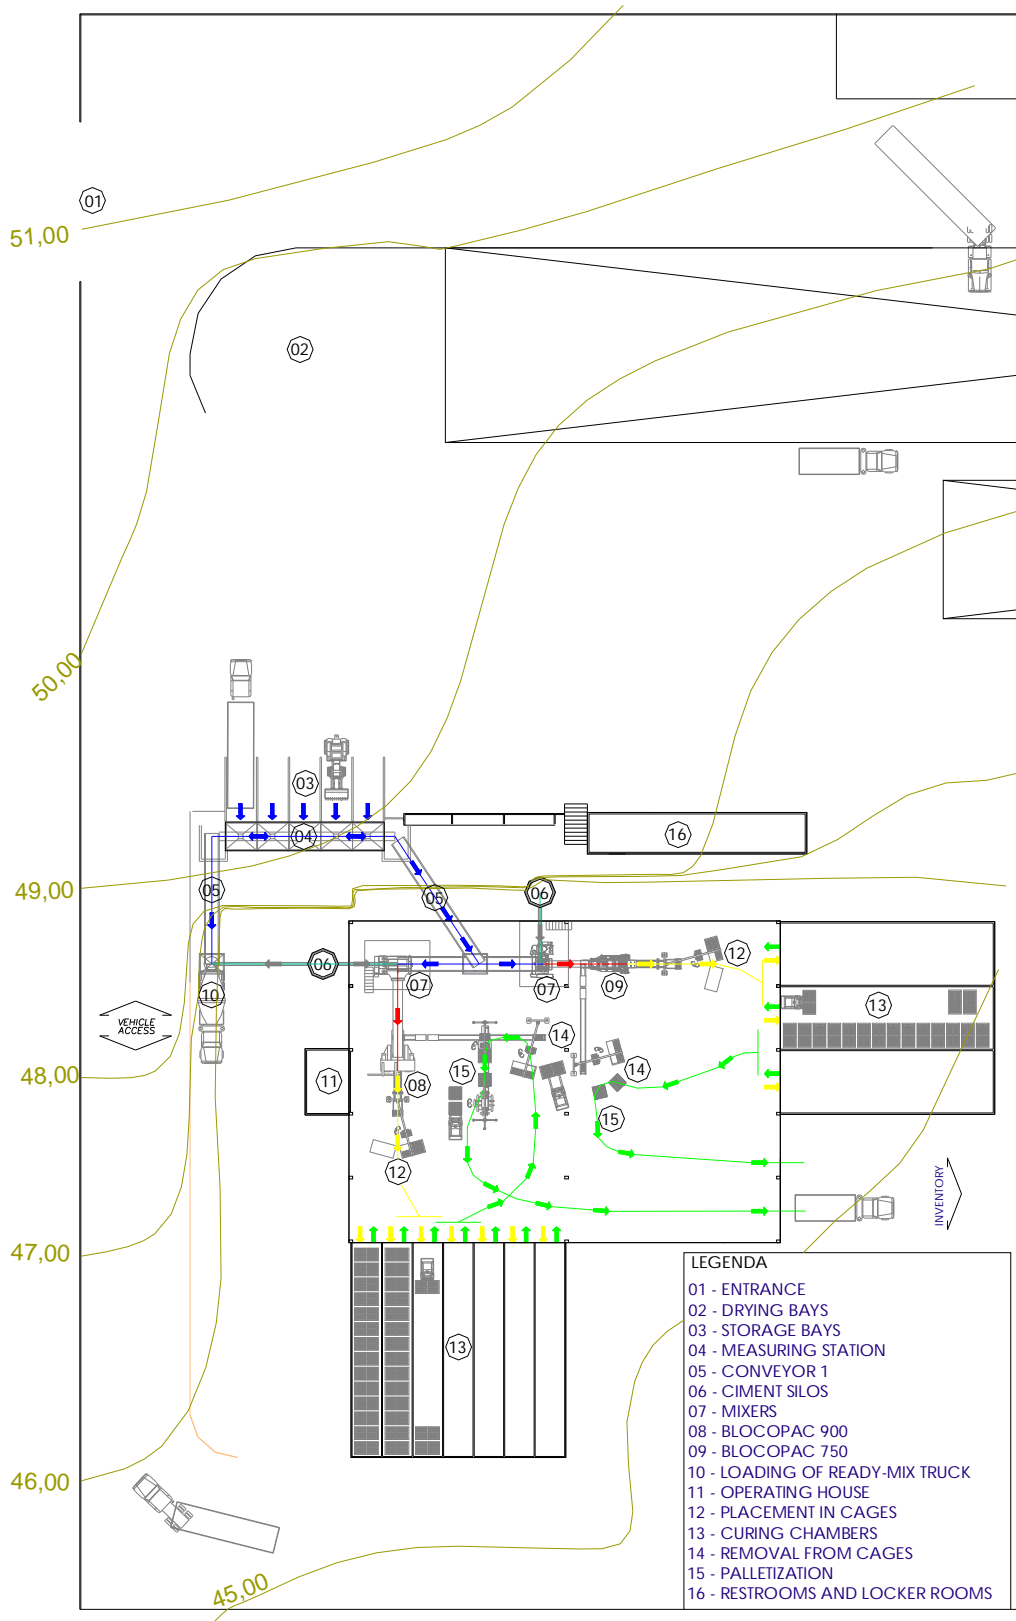 01
51,00
02
50,00
03
04
16
05
05
06
49,00
06
07
07
09
12
10
13
VEHICLE
ACCESS
14
15
14
48,00
11
08
15
12
INVENTORY
47,00
13
46,00
45,00
LEGENDA
01 - ENTRANCE
02 - DRYING BAYS
03 - STORAGE BAYS
04 - MEASURING STATION
05 - CONVEYOR 1
06 - CIMENT SILOS
07 - MIXERS
08 - BLOCOPAC 900
09 - BLOCOPAC 750
10 - LOADING OF READY-MIX TRUCK
11 - OPERATING HOUSE
12 - PLACEMENT IN CAGES
13 - CURING CHAMBERS
14 - REMOVAL FROM CAGES
15 - PALLETIZATION
16 - RESTROOMS AND LOCKER ROOMS